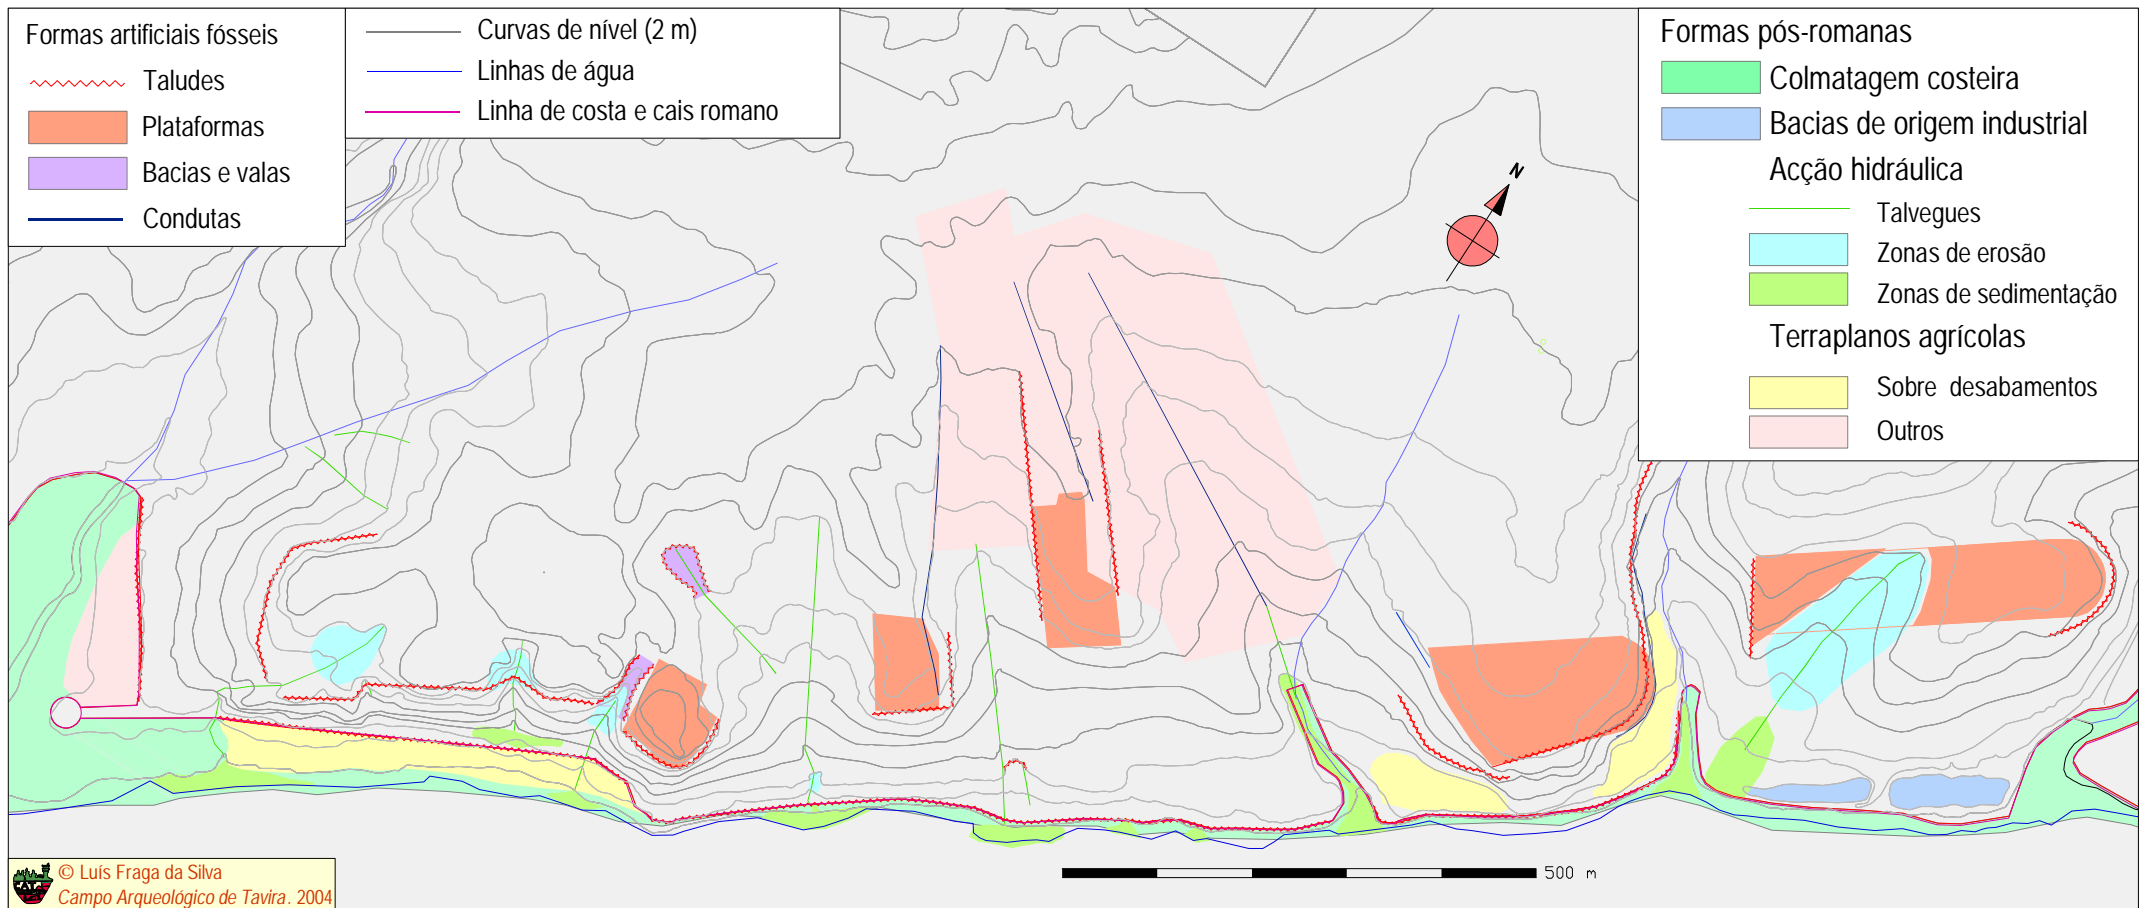 Formas artificiais fósseis
Taludes
Plataformas
Bacias e valas
Condutas
Curvas de nível (2 m)
Linhas de água
Linha de costa e cais romano
Formas pós-romanas
Colmatagem costeira
Bacias de origem industrial
Acção hidráulica
Talvegues
Zonas de erosão
Zonas de sedimentação
Terraplanos agrícolas
Sobre desabamentos
Outros
N
500 m
© Luís Fraga da Silva
Campo Arqueológico de Tavira. 2004